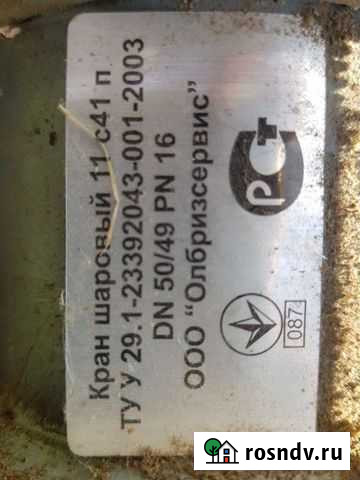 Кран шаровый 11 с41 п
ТУ У 29.1-23392043-001-2003
DN 50/49 PN 16
ООО "Олбризсервис"
РСт
087
rosndv.ru